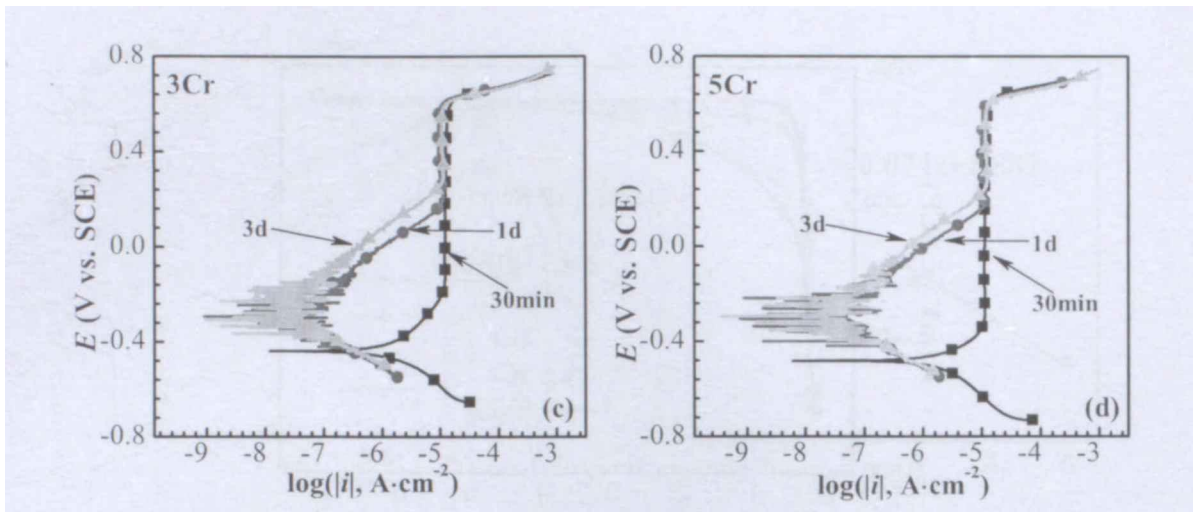 0.8
3Cr
0.4
0.0
-0.4
-0.8
E (V vs. SCE)
3d
1d
30min
(c)
-9 -8 -7 -6 -5 -4 -3
log(|i|, A·cm-2)
0.8
5Cr
0.4
0.0
-0.4
-0.8
E (V vs. SCE)
3d
1d
30min
(d)
-9 -8 -7 -6 -5 -4 -3
log(|i|, A·cm-2)